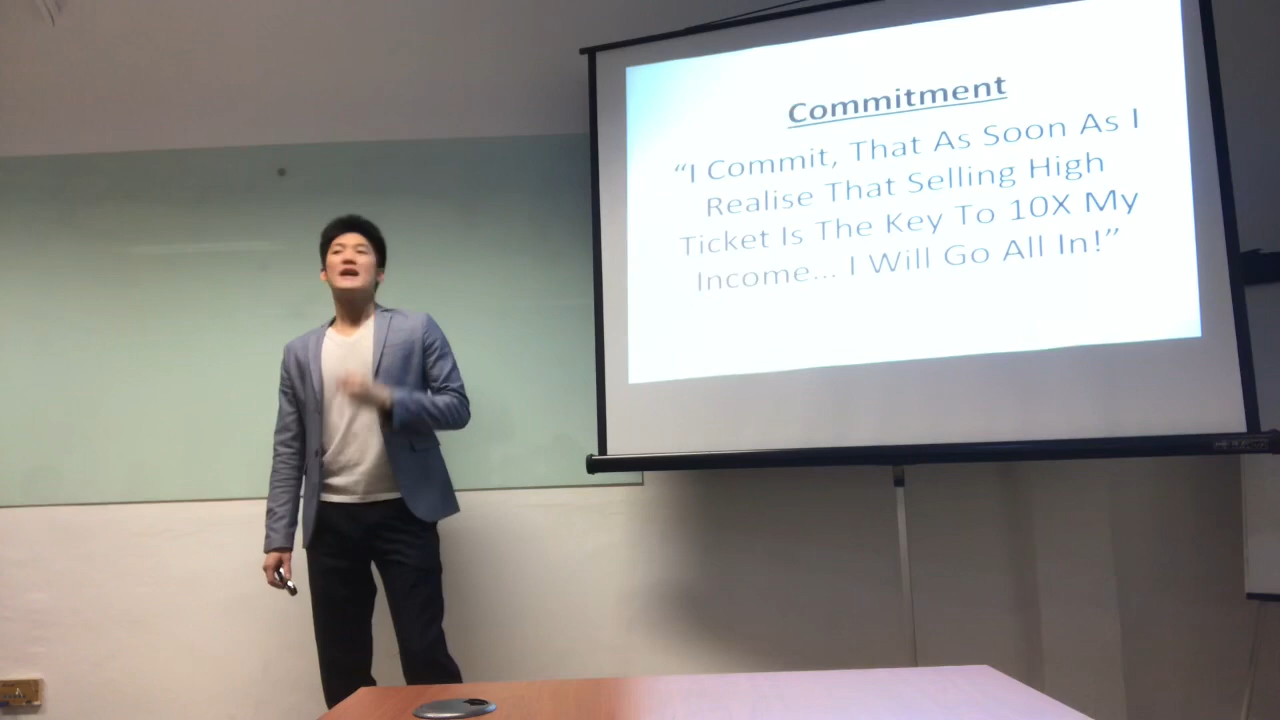 Commitment
“I Commit, That As Soon As I
Realise That Selling High
Ticket Is The Key To 10X My
Income... I Will Go All In!”